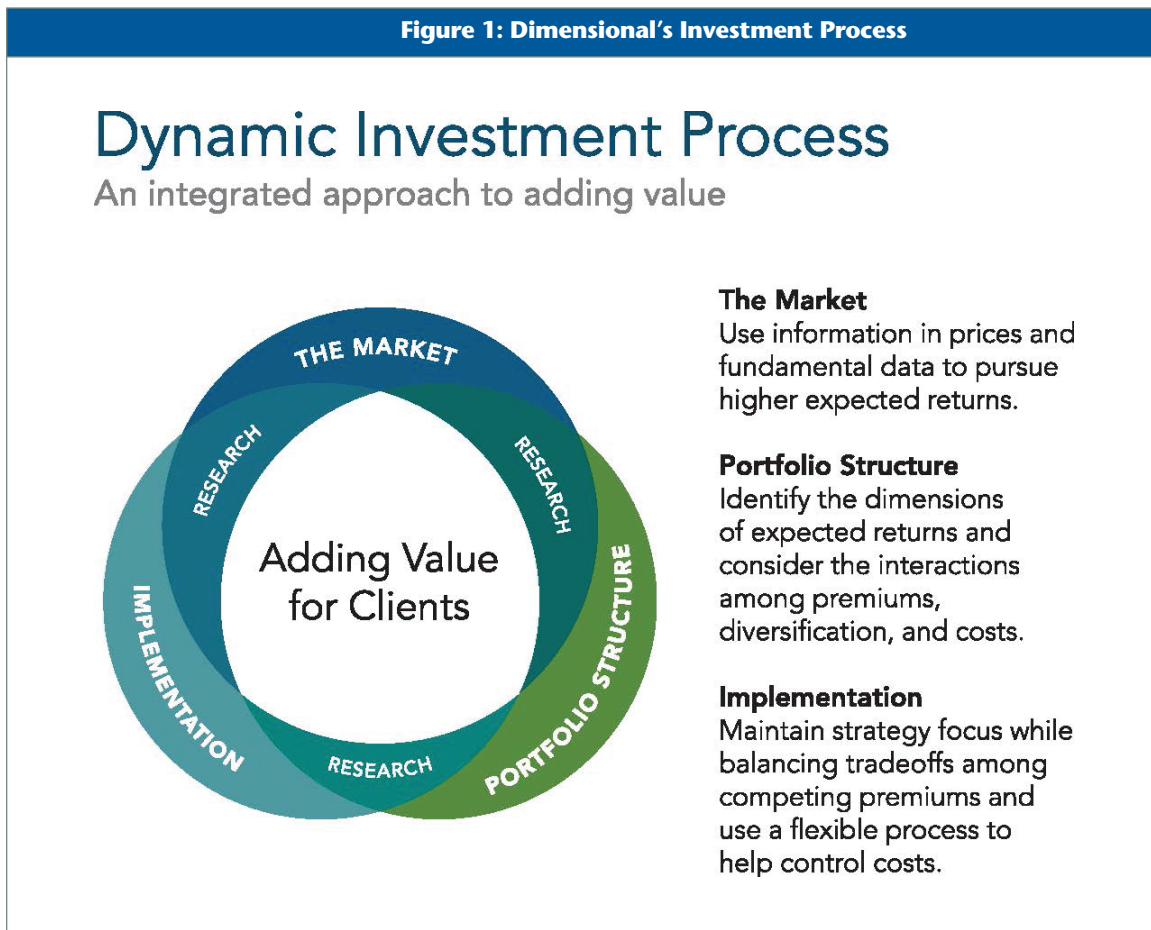 Figure 1: Dimensional's Investment Process
Dynamic Investment Process
An integrated approach to adding value
THE MARKET
RESEARCH
RESEARCH
Adding Value
for Clients
IMPLEMENTATION
PORTFOLIO STRUCTURE
RESEARCH
The Market
Use information in prices and
fundamental data to pursue
higher expected returns.
Portfolio Structure
Identify the dimensions
of expected returns and
consider the interactions
among premiums,
diversification, and costs.
Implementation
Maintain strategy focus while
balancing tradeoffs among
competing premiums and
use a flexible process to
help control costs.